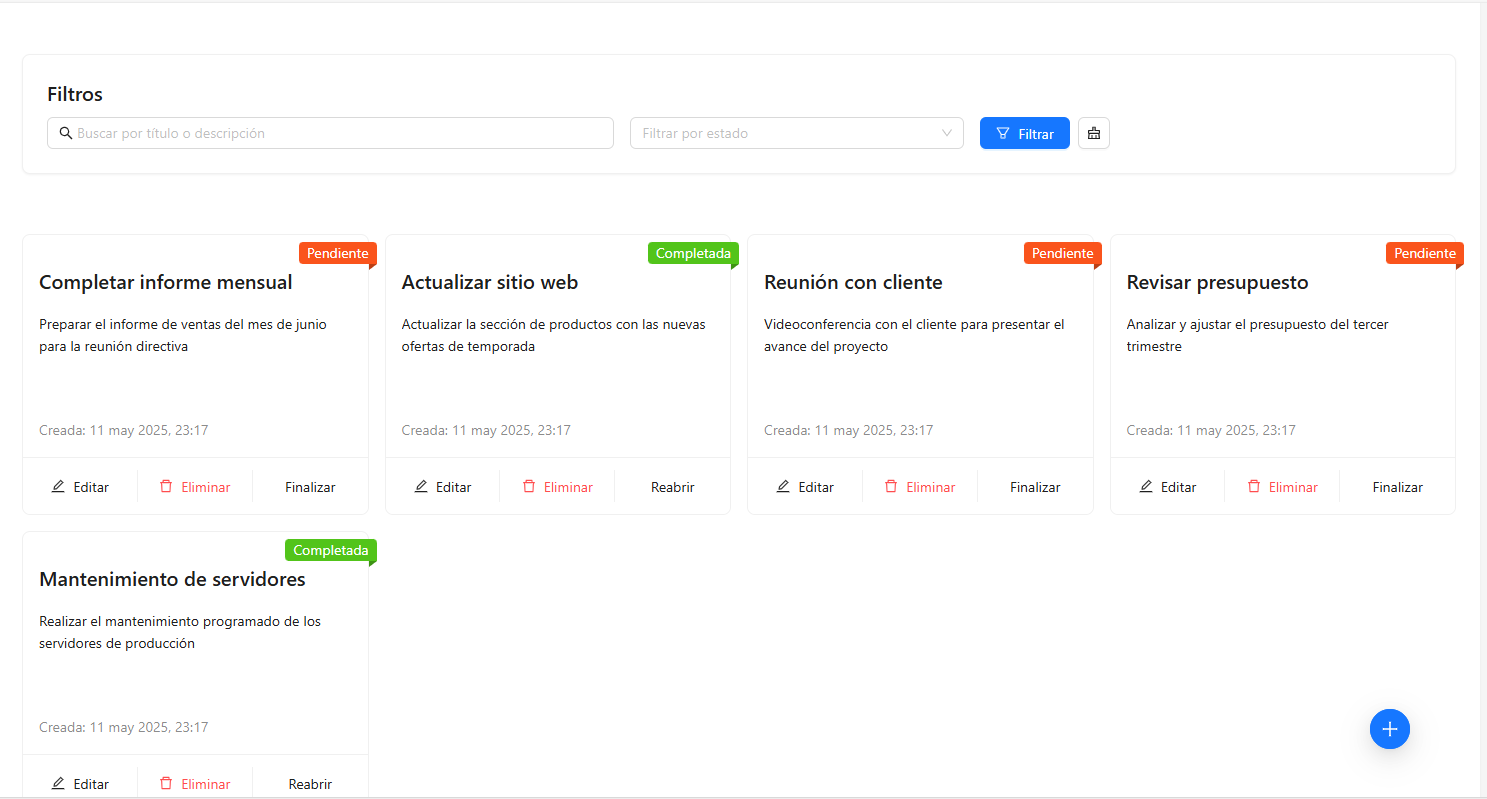 Filtros
Buscar por título o descripción
Filtrar por estado
Filtrar
Pendiente
Completar informe mensual
Preparar el informe de ventas del mes de junio
para la reunión directiva
Creada: 11 may 2025, 23:17
Editar
Eliminar
Finalizar
Completada
Actualizar sitio web
Actualizar la sección de productos con las nuevas
ofertas de temporada
Creada: 11 may 2025, 23:17
Editar
Eliminar
Reabrir
Pendiente
Reunión con cliente
Videoconferencia con el cliente para presentar el
avance del proyecto
Creada: 11 may 2025, 23:17
Editar
Eliminar
Finalizar
Pendiente
Revisar presupuesto
Analizar y ajustar el presupuesto del tercer
trimestre
Creada: 11 may 2025, 23:17
Editar
Eliminar
Finalizar
Completada
Mantenimiento de servidores
Realizar el mantenimiento programado de los
servidores de producción
Creada: 11 may 2025, 23:17
Editar
Eliminar
Reabrir